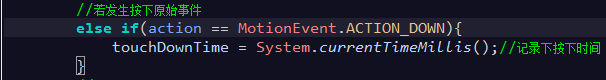 //若发生按下原始事件
else if(action == MotionEvent.ACTION_DOWN){
touchDownTime = System.currentTimeMillis();//记录下按下时间
}